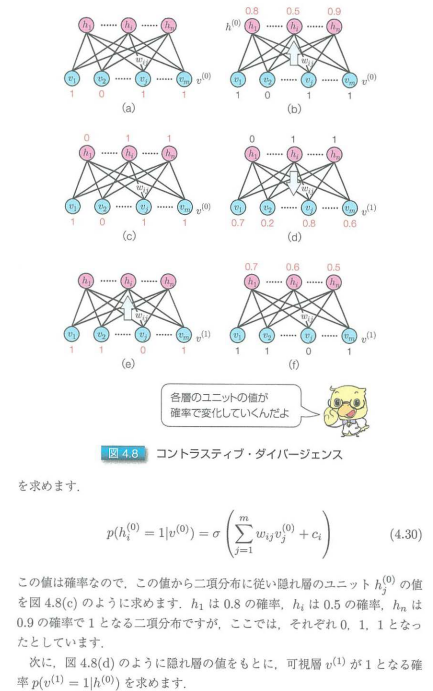 h₁ ······ hᵢ ······ hₙ
wᵢⱼ
v₁ v₂ ······ vⱼ ······ vₘ v⁽⁰⁾
1 0 1 1
(a)
0.8 0.5 0.9
h⁽⁰⁾ h₁ ······ hᵢ ······ hₙ
wᵢⱼ
v₁ v₂ ······ vⱼ ······ vₘ v⁽⁰⁾
1 0 1 1
(b)
0 1 1
h₁ ······ hᵢ ······ hₙ
wᵢⱼ
v₁ v₂ ······ vⱼ ······ vₘ v⁽⁰⁾
1 0 1 1
(c)
0 1 1
h₁ ······ hᵢ ······ hₙ
wᵢⱼ
v₁ v₂ ······ vⱼ ······ vₘ v⁽¹⁾
0.7 0.2 0.8 0.6
(d)
h₁ ······ hᵢ ······ hₙ
wᵢⱼ
v₁ v₂ ······ vⱼ ······ vₘ v⁽¹⁾
1 1 0 1
(e)
0.7 0.6 0.5
h₁ ······ hᵢ ······ hₙ
wᵢⱼ
v₁ v₂ ······ vⱼ ······ vₘ v⁽¹⁾
1 1 0 1
(f)
各層のユニットの値が
確率で変化していくんだよ
図 4.8 コントラスティブ・ダイバージェンス
を求めます.
p(hᵢ⁽⁰⁾ = 1|v⁽⁰⁾) = σ (∑ⱼ₌₁ᵐ wᵢⱼvⱼ⁽⁰⁾ + cᵢ) (4.30)
この値は確率なので，この値から二項分布に従い隠れ層のユニット hⱼ⁽⁰⁾ の値
を図 4.8(c) のように求めます．h₁ は 0.8 の確率，hᵢ は 0.5 の確率，hₙ は
0.9 の確率で 1 となる二項分布ですが，ここでは，それぞれ 0，1，1 となっ
たとしています．
次に，図 4.8(d) のように隠れ層の値をもとに，可視層 v⁽¹⁾ が 1 となる確
率 p(v⁽¹⁾ = 1|h⁽⁰⁾) を求めます．